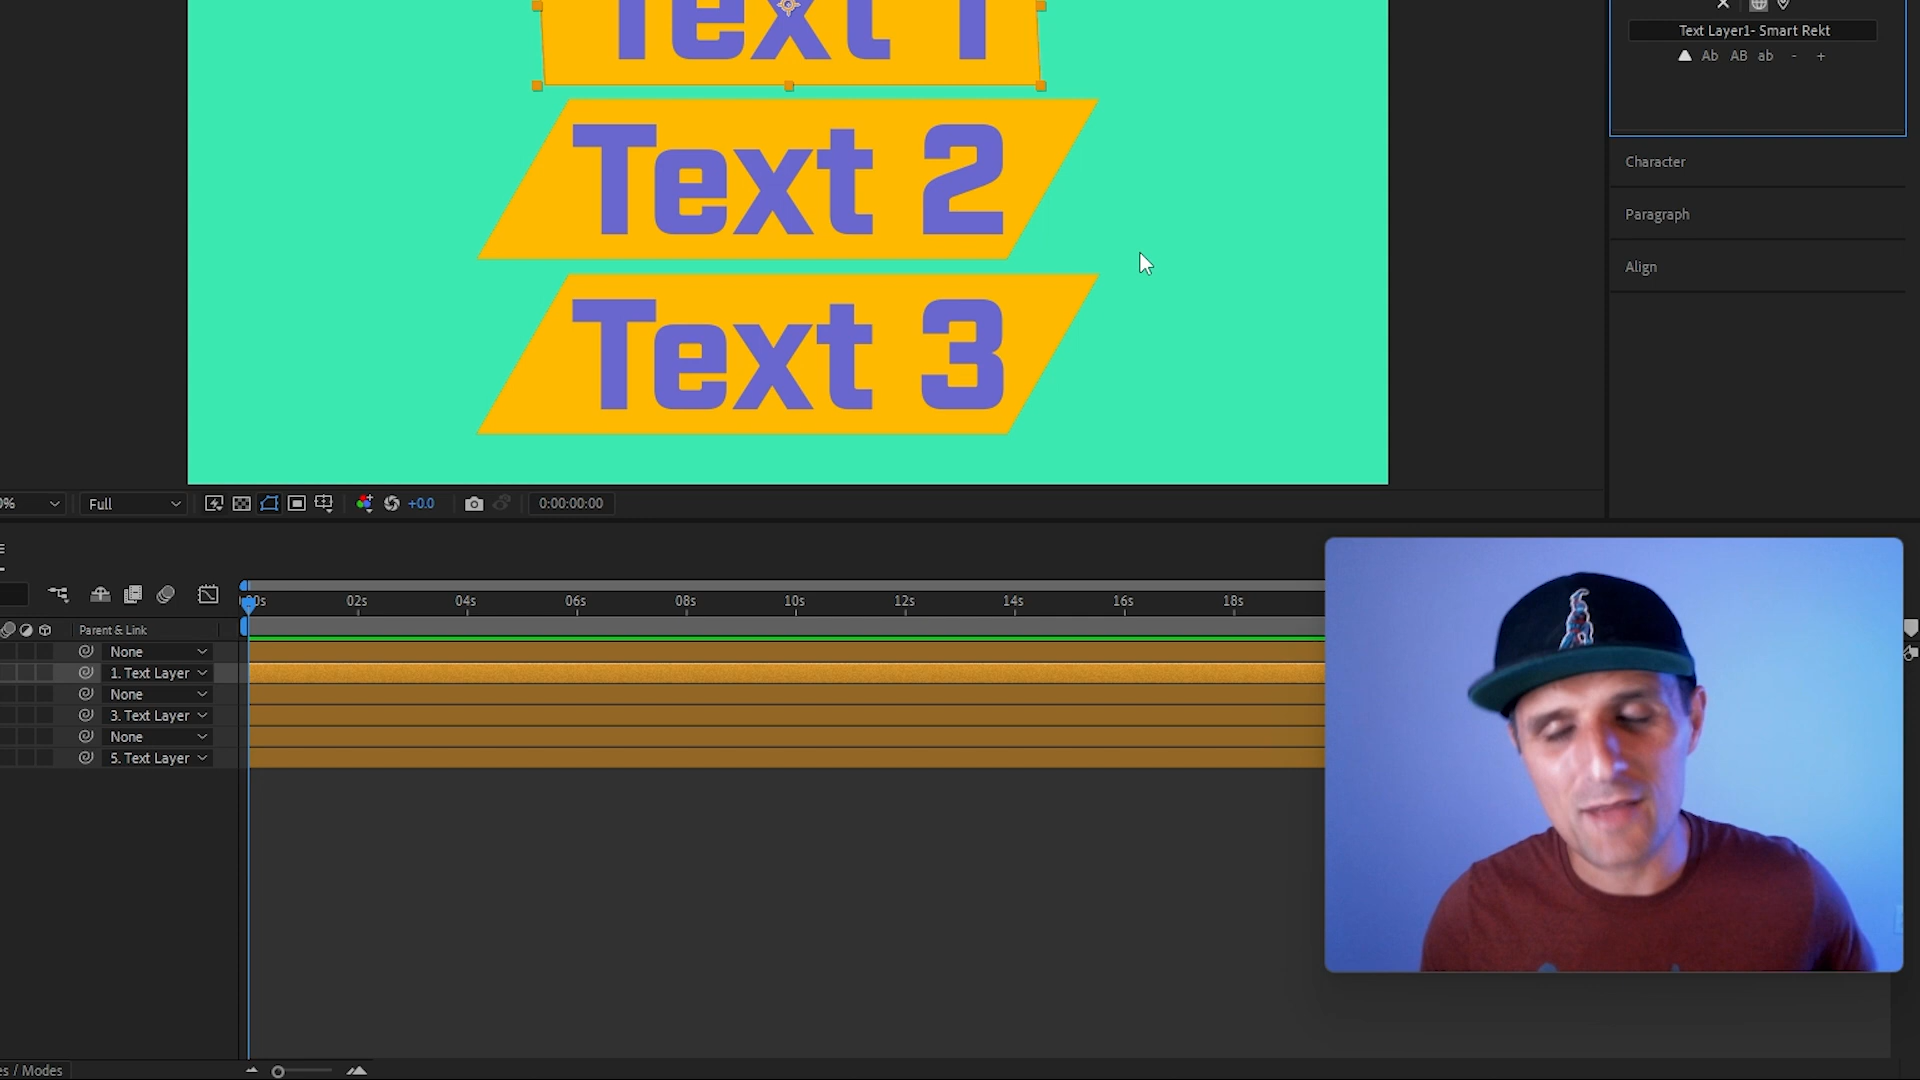 Text 1
Text 2
Text 3
Text Layer1- Smart Rekt
Ab AB ab - +
Character
Paragraph
Align
0% Full +0.0 0:00:00:00
00s 02s 04s 06s 08s 10s 12s 14s 16s 18s
Parent & Link
None
1. Text Layer
None
3. Text Layer
None
5. Text Layer
es / Modes